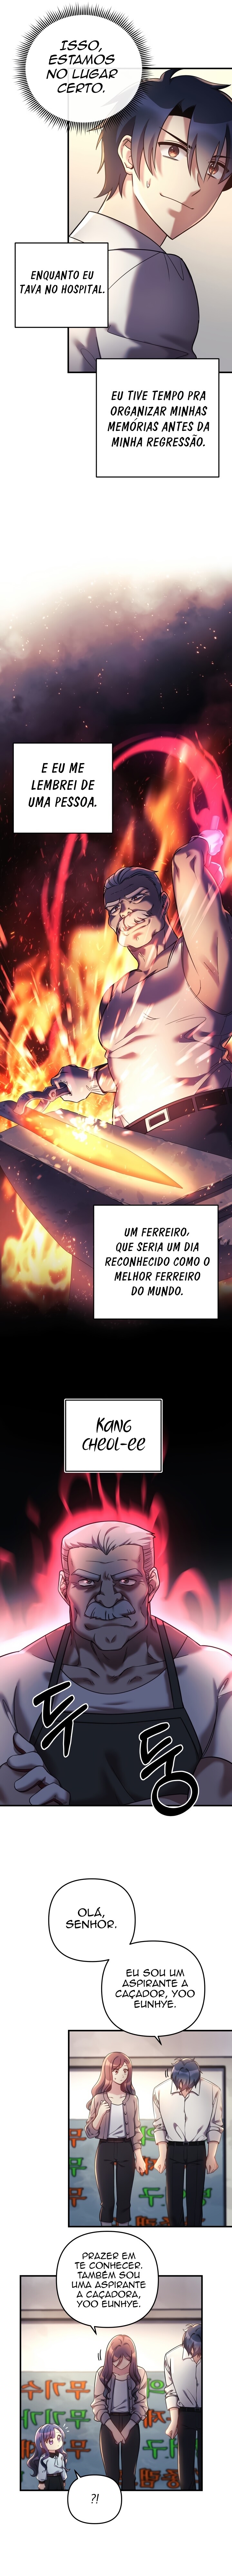 ISSO,
ESTAMOS
NO LUGAR
CERTO.
ENQUANTO EU
TAVA NO HOSPITAL.
EU TIVE TEMPO PRA
ORGANIZAR MINHAS
MEMÓRIAS ANTES DA
MINHA REGRESSÃO.
E EU ME
LEMBREI DE
UMA PESSOA.
UM FERREIRO,
QUE SERIA UM DIA
RECONHECIDO COMO O
MELHOR FERREIRO
DO MUNDO.
KANG
CHEOL-EE
두
둥
OLÁ,
SENHOR.
EU SOU UM
ASPIRANTE A
CAÇADOR, YOO
EUNHYE.
PRAZER EM
TE CONHECER.
TAMBÉM SOU
UMA ASPIRANTE
A CAÇADORA,
YOO EUNHYE.
?!